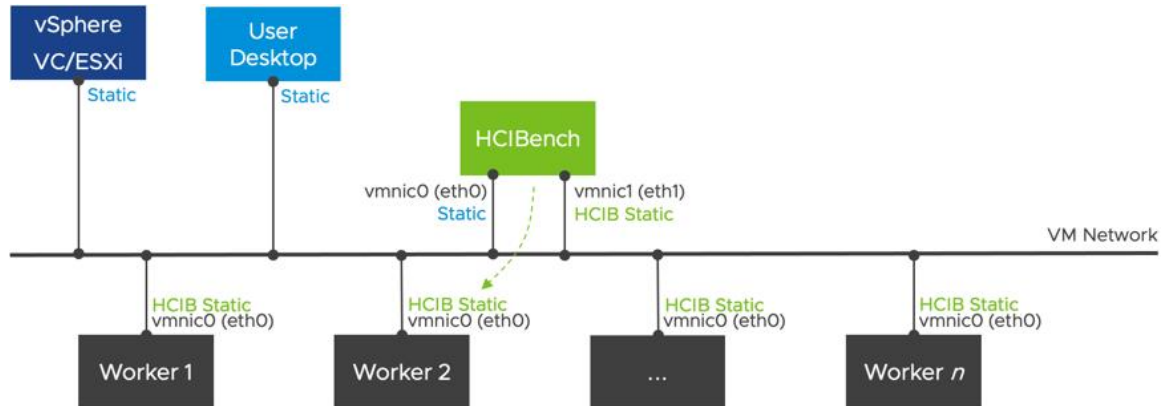 vSphere
VC/ESXi
User
Desktop
Static
Static
HCIBench
vmnic0 (eth0)
Static
vmnic1 (eth1)
HCIB Static
VM Network
HCIB Static
vmnic0 (eth0)
HCIB Static
vmnic0 (eth0)
HCIB Static
vmnic0 (eth0)
HCIB Static
vmnic0 (eth0)
Worker 1
Worker 2
...
Worker n